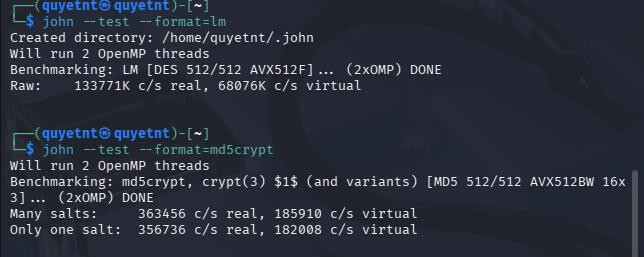 ┌──(quyetnt㉿quyetnt)-[~]
└─$ john --test --format=lm
Created directory: /home/quyetnt/.john
Will run 2 OpenMP threads
Benchmarking: LM [DES 512/512 AVX512F]... (2xOMP) DONE
Raw:    133771K c/s real, 68076K c/s virtual
┌──(quyetnt㉿quyetnt)-[~]
└─$ john --test --format=md5crypt
Will run 2 OpenMP threads
Benchmarking: md5crypt, crypt(3) $1$ (and variants) [MD5 512/512 AVX512BW 16x
3]... (2xOMP) DONE
Many salts:     363456 c/s real, 185910 c/s virtual
Only one salt:  356736 c/s real, 182008 c/s virtual